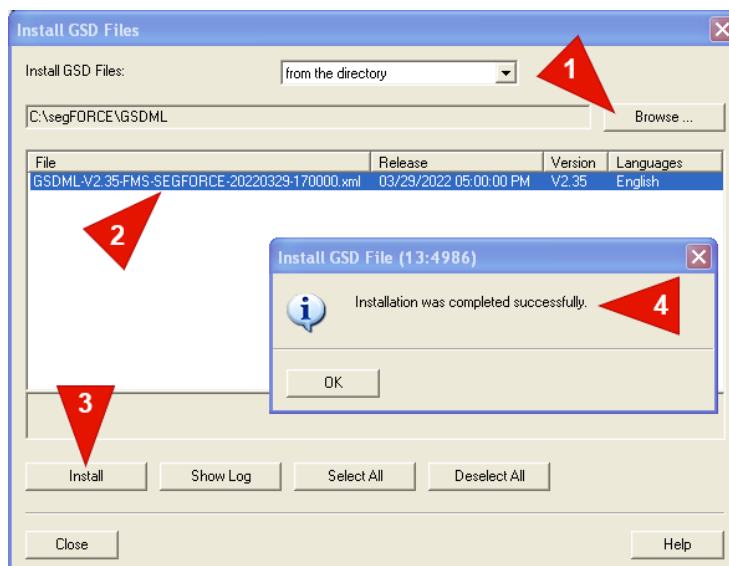 Install GSD Files
Install GSD Files:
from the directory
1
C:\segFORCE\GSDML
Browse ...
File Release Version Languages
GSDML-V2.35-FMS-SEGFORCE-20220329-170000.xml 03/29/2022 05:00:00 PM V2.35 English
2
Install GSD File (13:4986)
Installation was completed successfully.
4
OK
3
Install Show Log Select All Deselect All
Close Help